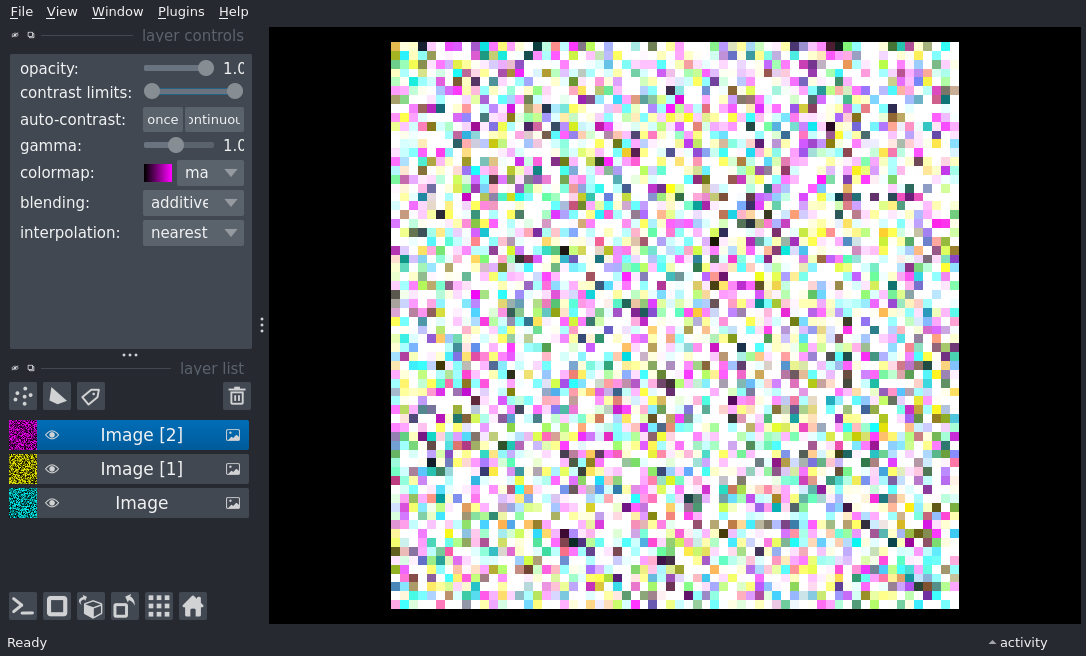 File View Window Plugins Help
layer controls
opacity: 1.0
contrast limits:
auto-contrast: once ontinuou
gamma: 1.0
colormap: ma
blending: additive
interpolation: nearest
layer list
Image [2]
Image [1]
Image
Ready
activity